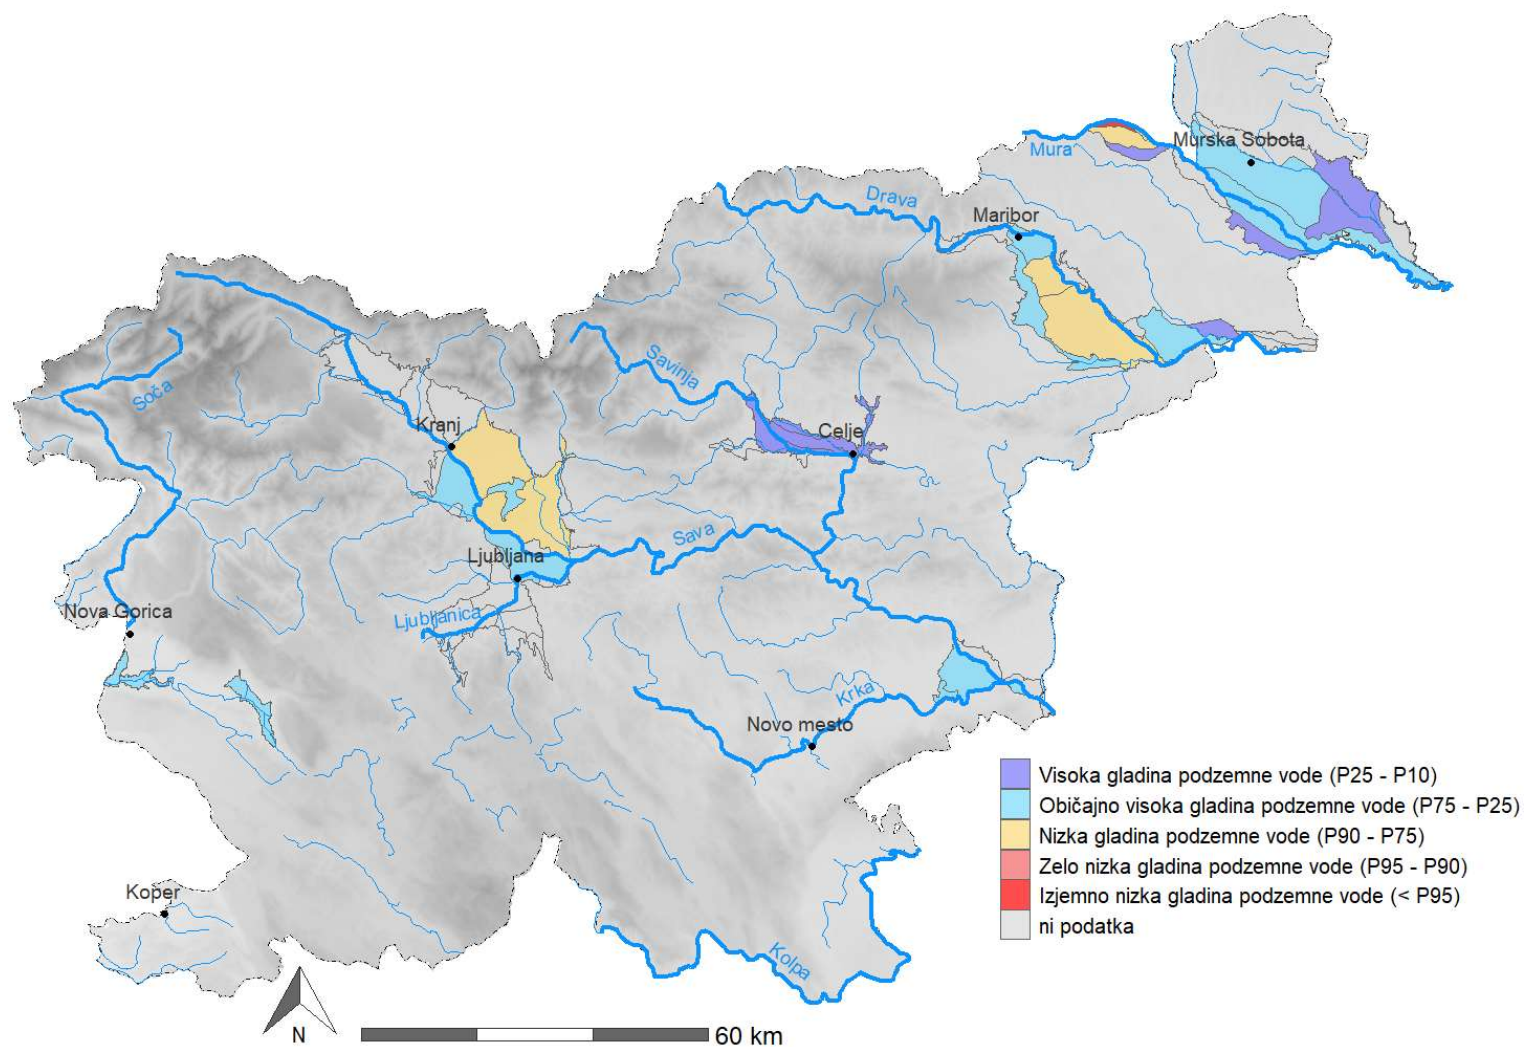 Mura
Murska Sobota
Drava
Maribor
Soča
Savinja
Kranj
Celje
Sava
Ljubljana
Nova Gorica
Ljubljanica
Krka
Novo mesto
Visoka gladina podzemne vode (P25 - P10)
Običajno visoka gladina podzemne vode (P75 - P25)
Nizka gladina podzemne vode (P90 - P75)
Zelo nizka gladina podzemne vode (P95 - P90)
Izjemno nizka gladina podzemne vode (< P95)
ni podatka
Koper
Kolpa
N
60 km